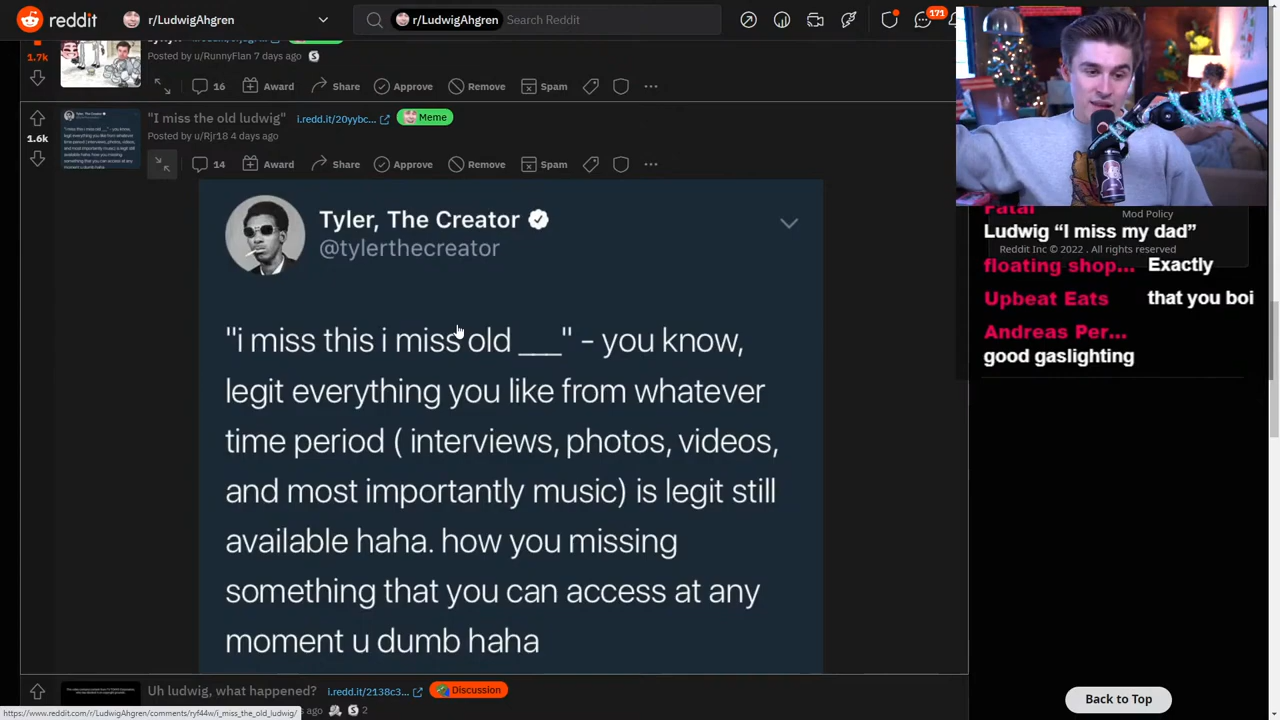 reddit
r/LudwigAhgren
r/LudwigAhgren
Search Reddit
171
1.7k
Posted by u/RunnyFlan 7 days ago
16 Award Share Approve Remove Spam
1.6k
"I miss the old ludwig" i.redd.it/20yybc... Meme
Posted by u/Rjr18 4 days ago
14 Award Share Approve Remove Spam
Tyler, The Creator
@tylerthecreator
"i miss this i miss old ___" - you know,
legit everything you like from whatever
time period ( interviews, photos, videos,
and most importantly music) is legit still
available haha. how you missing
something that you can access at any
moment u dumb haha
Uh ludwig, what happened? i.redd.it/2138c3... Discussion
ago
2
Mod Policy
Reddit Inc © 2022 . All rights reserved
Fatal
Ludwig “I miss my dad”
floating shop... Exactly
Upbeat Eats that you boi
Andreas Per...
good gaslighting
Back to Top
https://www.reddit.com/r/LudwigAhgren/comments/ryf44w/i_miss_the_old_ludwig/